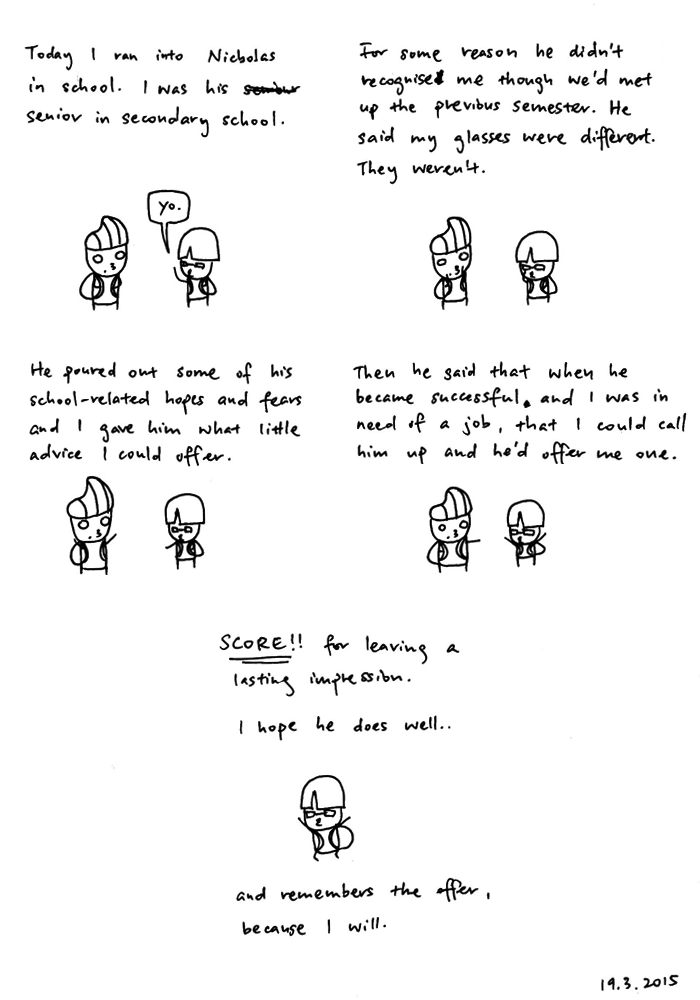 Today I ran into Nicholas
in school. I was his
senior in secondary school.
Yo.
For some reason he didn't
recognise me though we'd met
up the previous semester. He
said my glasses were different.
They weren't.
He poured out some of his
school-related hopes and fears
and I gave him what little
advice I could offer.
Then he said that when he
became successful, and I was in
need of a job, that I could call
him up and he'd offer me one.
SCORE!! for leaving a
lasting impression.
I hope he does well..
and remembers the offer,
because I will.
19.3.2015